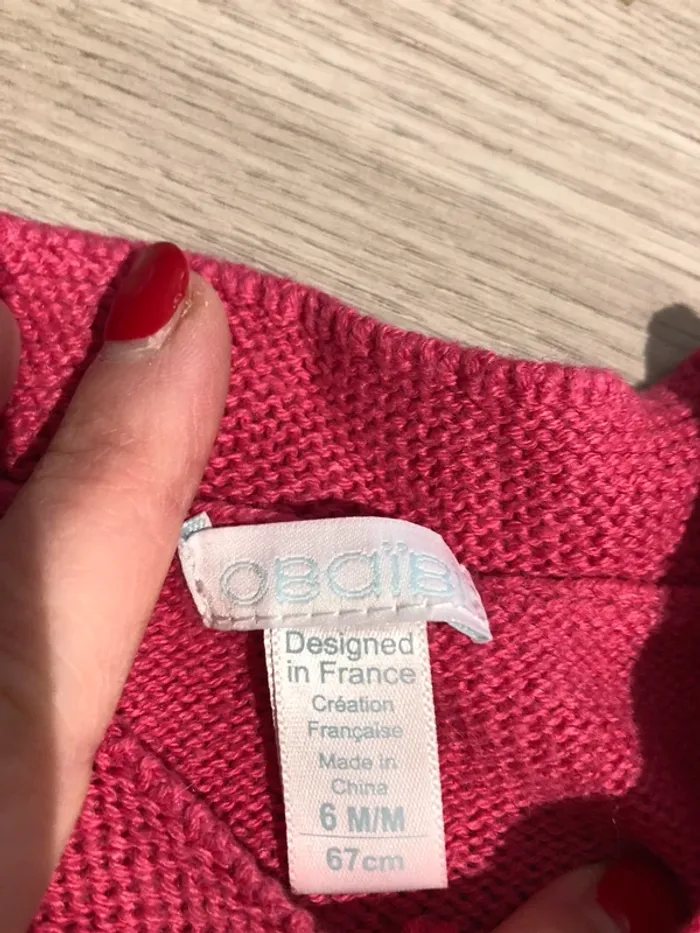 OBaïBI
Designed
in France
Création
Française
Made in
China
6 M/M
67cm